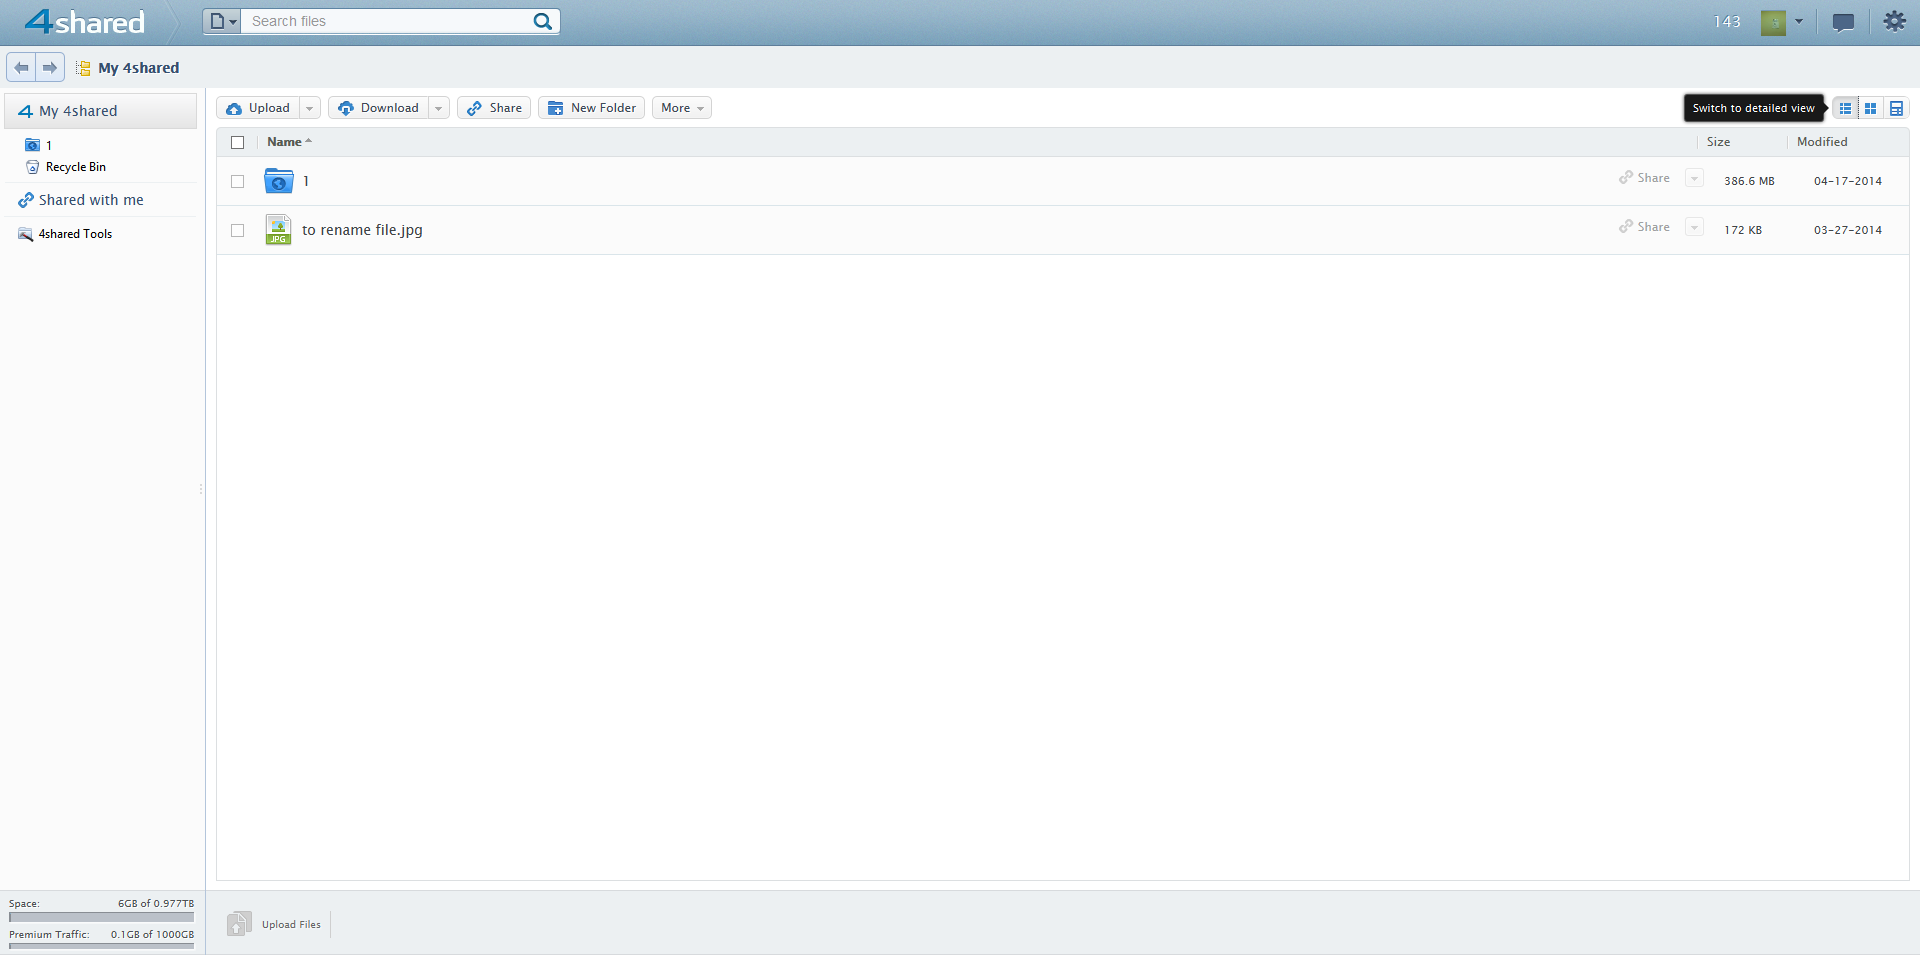 4shared
Search files
143
My 4shared
My 4shared
1
Recycle Bin
Shared with me
4shared Tools
Upload
Download
Share
New Folder
More
Switch to detailed view
Name
Size
Modified
1
Share
386.6 MB
04-17-2014
JPG
to rename file.jpg
Share
172 KB
03-27-2014
Space:
6GB of 0.977TB
Premium Traffic:
0.1GB of 1000GB
Upload Files